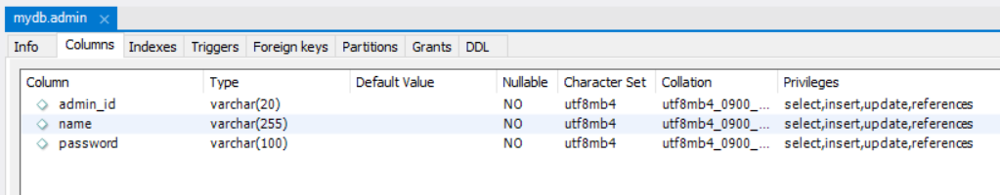 mydb.admin ×
Info Columns Indexes Triggers Foreign keys Partitions Grants DDL
Column Type Default Value Nullable Character Set Collation Privileges
admin_id varchar(20) NO utf8mb4 utf8mb4_0900_... select,insert,update,references
name varchar(255) NO utf8mb4 utf8mb4_0900_... select,insert,update,references
password varchar(100) NO utf8mb4 utf8mb4_0900_... select,insert,update,references